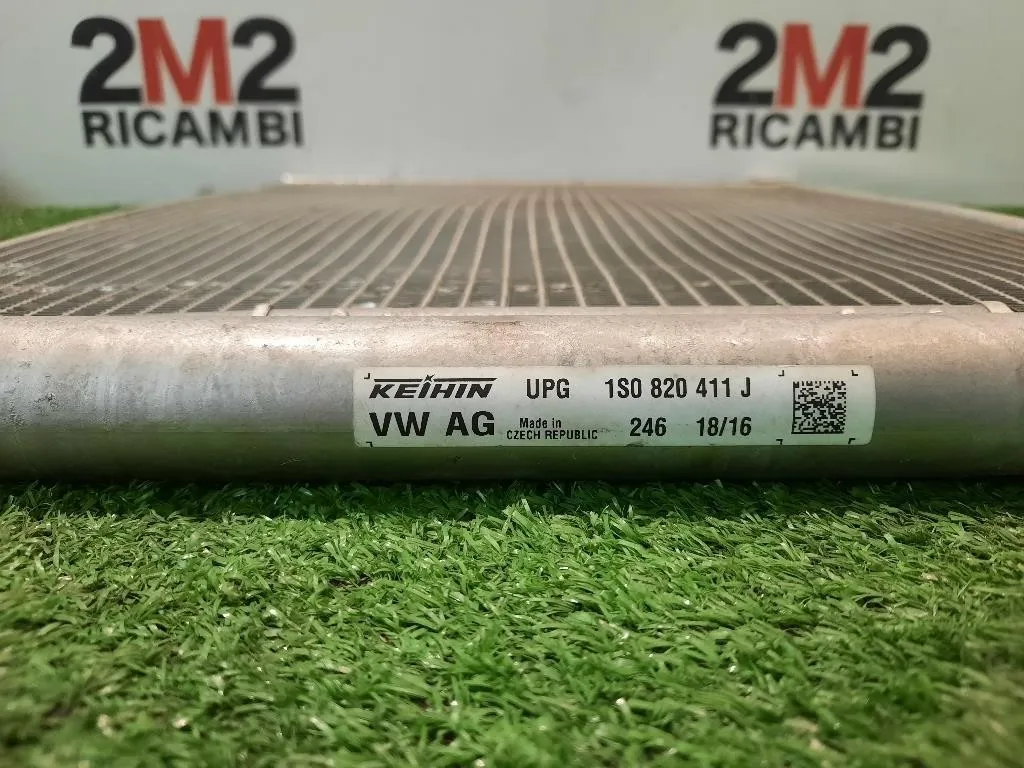 2M2
RICAMBI
2M2
RICAMBI
KEIHIN UPG 1S0 820 411 J
VW AG Made in CZECH REPUBLIC 246 18/16